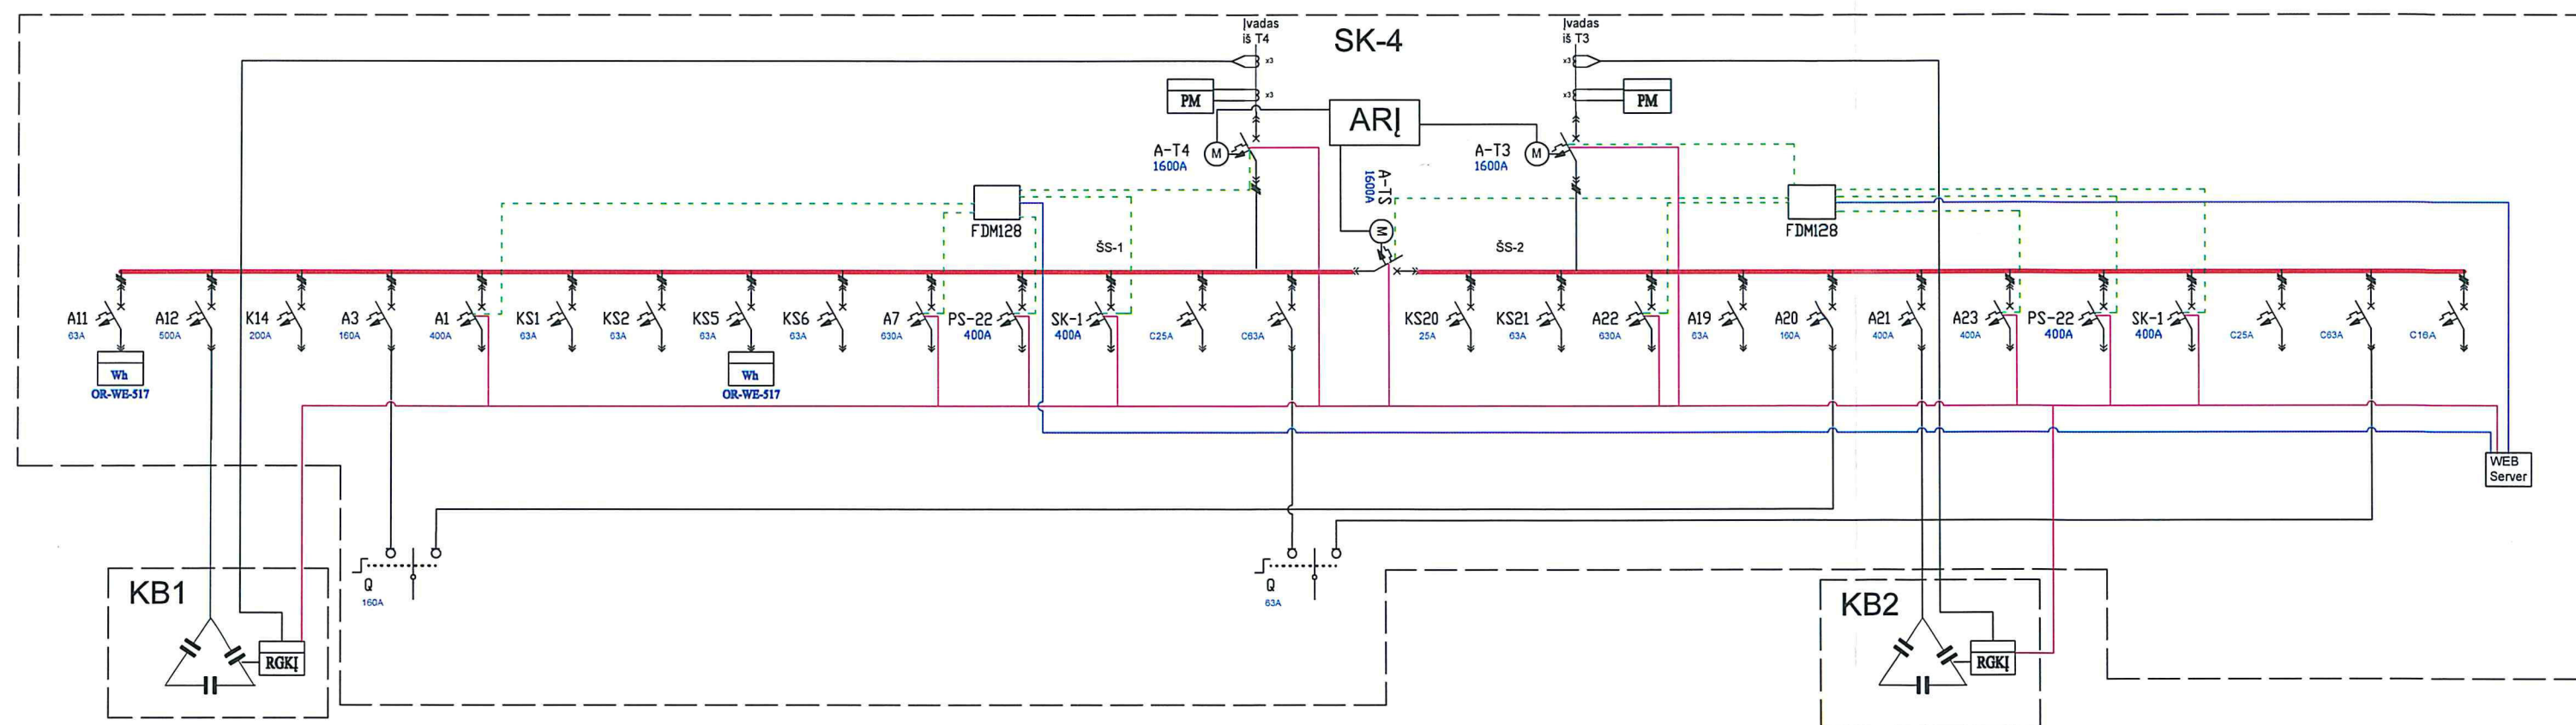 Įvadas
iš T4
SK-4
Įvadas
iš T3
x3
x3
PM
x3
x3
PM
ARĮ
A-T4
1600A
M
A-T3
1600A
M
A-TS
1600A
M
FDM128
FDM128
ŠS-1
ŠS-2
A11
63A
A12
500A
K14
200A
A3
160A
A1
400A
KS1
63A
KS2
63A
KS5
63A
KS6
63A
A7
630A
PS-22
400A
SK-1
400A
C25A
C63A
KS20
25A
KS21
63A
A22
630A
A19
63A
A20
160A
A21
400A
A23
400A
PS-22
400A
SK-1
400A
C25A
C63A
C16A
Wh
OR-WE-517
Wh
OR-WE-517
WEB
Server
Q
160A
Q
63A
KB1
RGKĮ
KB2
RGKĮ